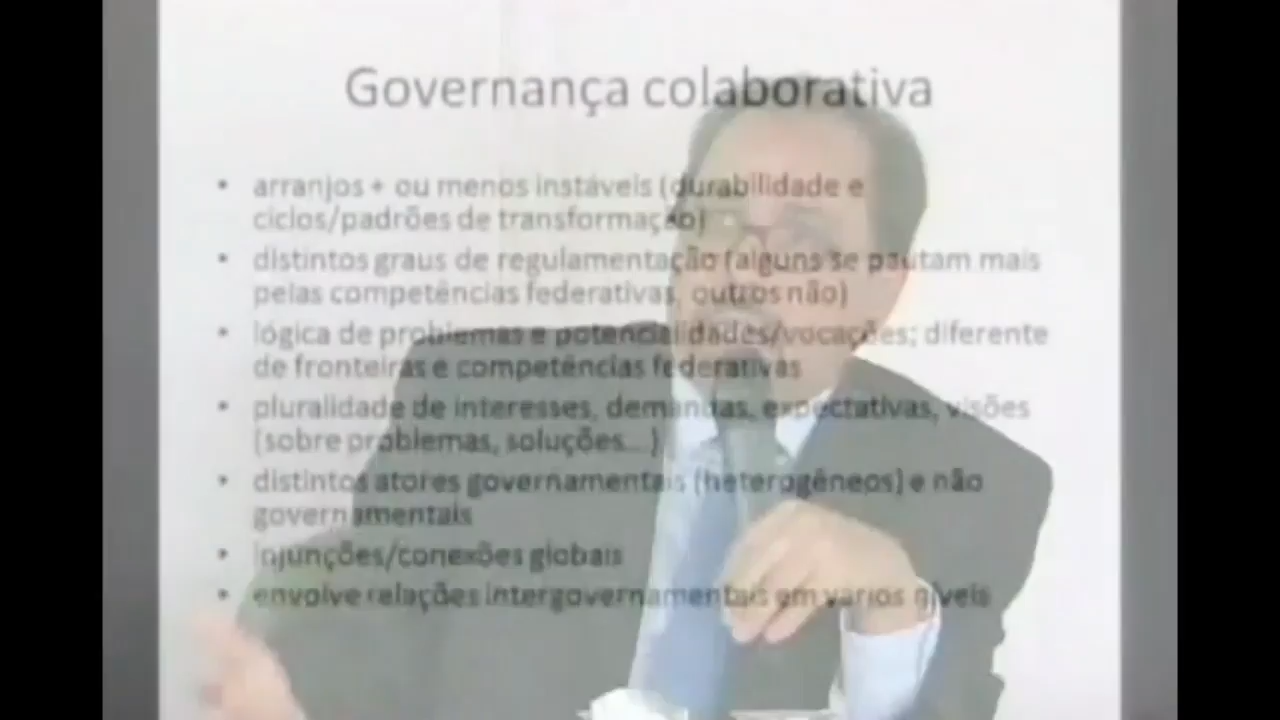 Governança colaborativa
• arranjos + ou menos instáveis (durabilidade e
ciclos/padrões de transformação)
• distintos graus de regulamentação (alguns se pautam mais
pelas competências federativas, outros não)
• lógica de problemas e potencialidades/vocações; diferente
de fronteiras e competências federativas
• pluralidade de interesses, demandas, expectativas, visões
(sobre problemas, soluções...)
• distintos atores governamentais (heterogêneos) e não
governamentais
• injunções/conexões globais
• envolve relações intergovernamentais em vários níveis